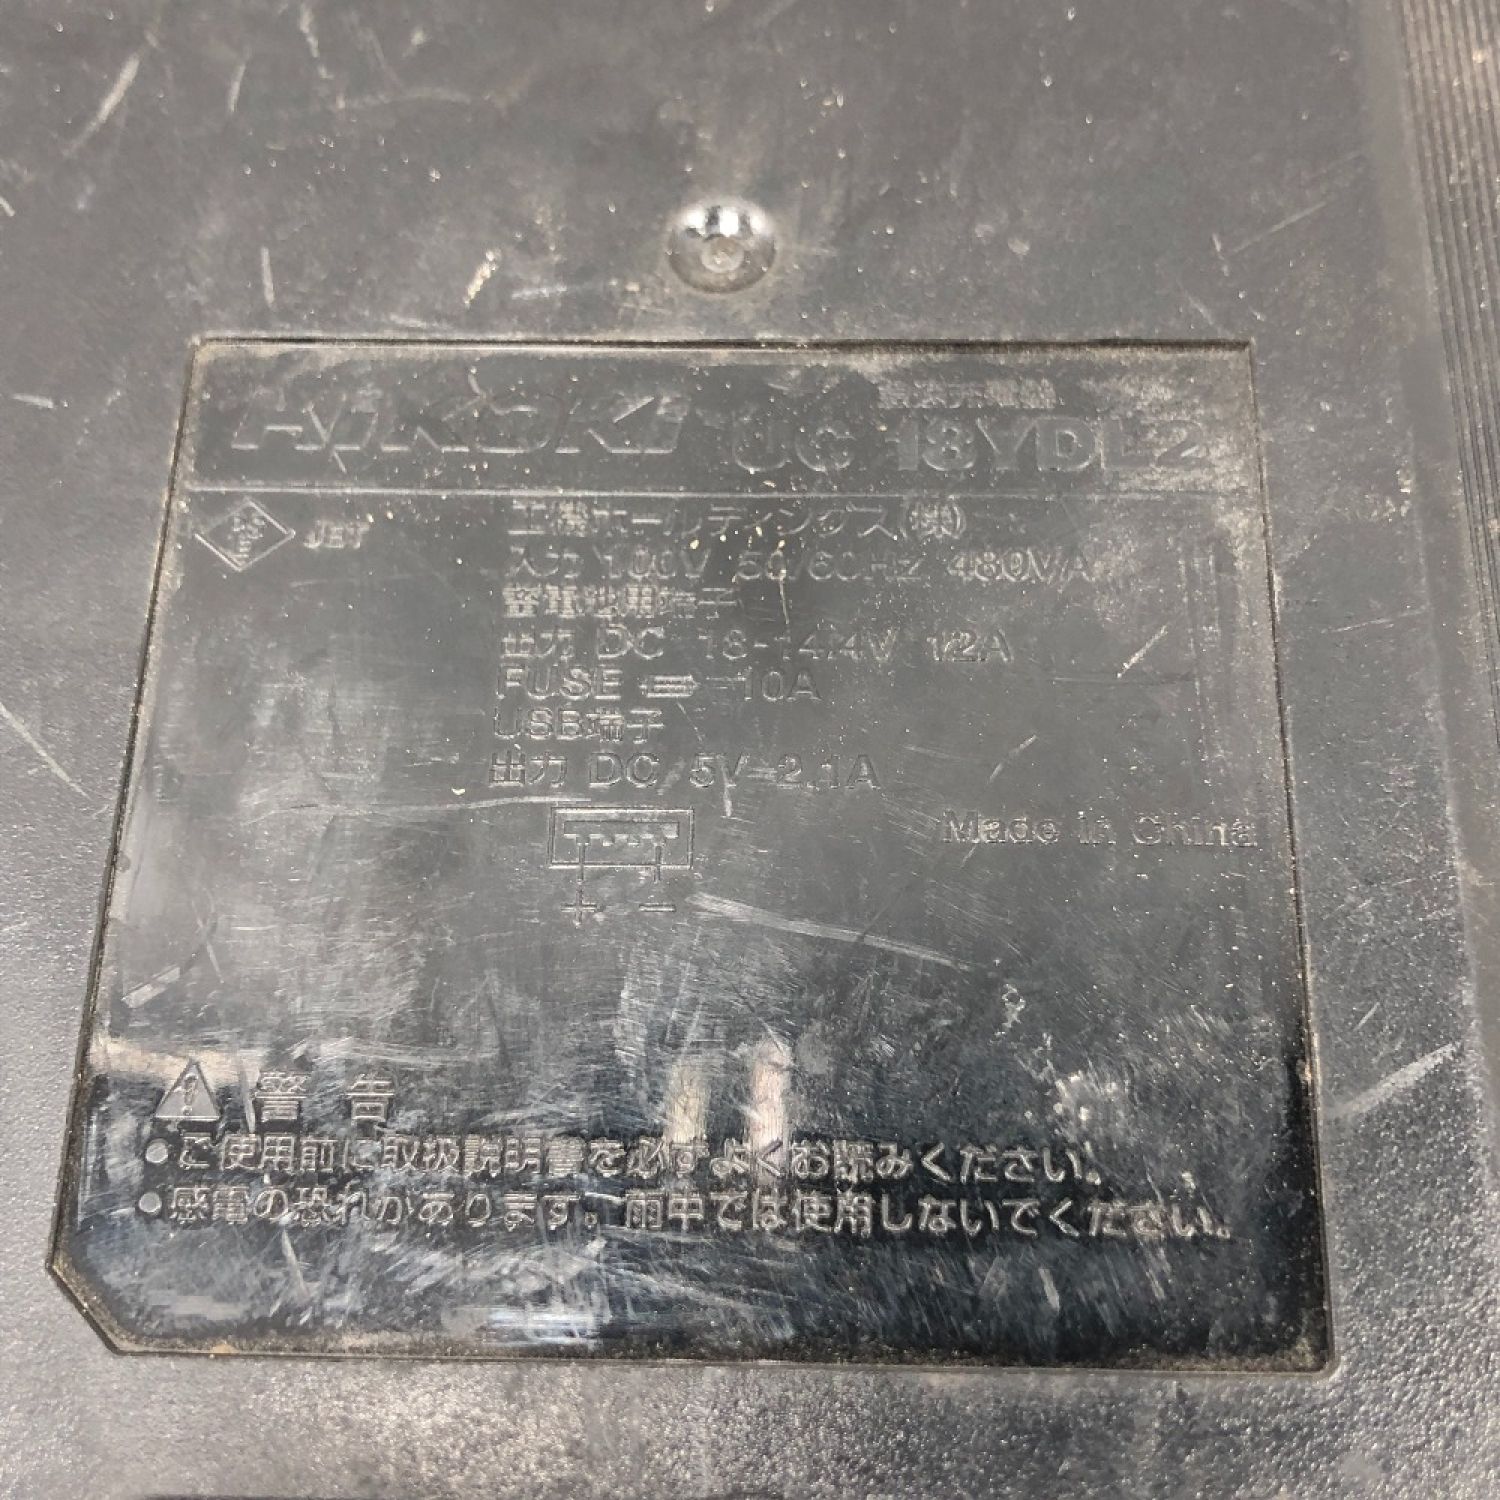 急速充電器
HiKOKI UC 18YDL2
PSE JET 工機ホールディングス(株)
入力 100V 50/60Hz 480VA
蓄電池用端子
出力 DC 18-14.4V 12A
FUSE 10A
USB端子
出力 DC 5V 2.1A
Made in China
+ −
警告
●ご使用前に取扱説明書を必ずよくお読みください。
●感電の恐れがあります。雨中では使用しないでください。